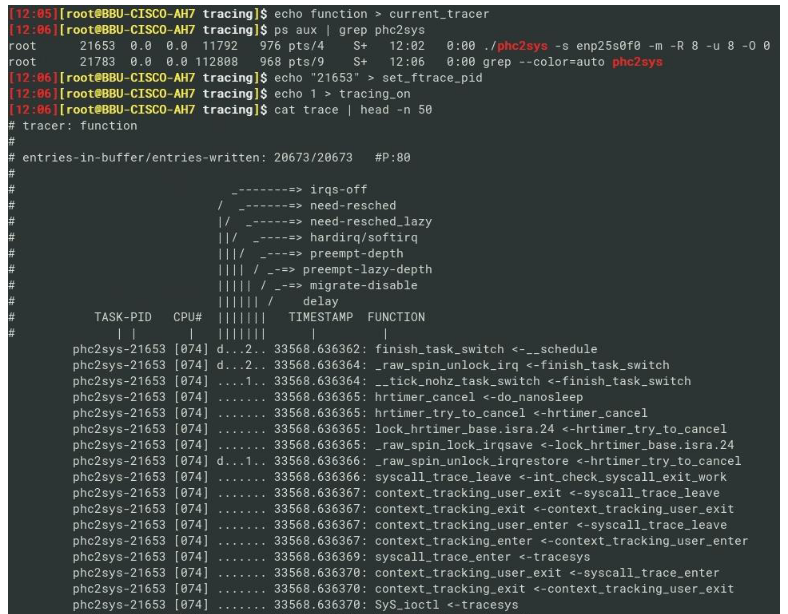 [12:05][root@BBU-CISCO-AH7 tracing]$ echo function > current_tracer
[12:06][root@BBU-CISCO-AH7 tracing]$ ps aux | grep phc2sys
root     21653  0.0  0.0  11792   976 pts/4    S+   12:02   0:00 ./phc2sys -s enp25s0f0 -m -R 8 -u 8 -O 0
root     21783  0.0  0.0 112808   968 pts/9    S+   12:06   0:00 grep --color=auto phc2sys
[12:06][root@BBU-CISCO-AH7 tracing]$ echo "21653" > set_ftrace_pid
[12:06][root@BBU-CISCO-AH7 tracing]$ echo 1 > tracing_on
[12:06][root@BBU-CISCO-AH7 tracing]$ cat trace | head -n 50
# tracer: function
#
# entries-in-buffer/entries-written: 20673/20673   #P:80
#
#                            _-------=> irqs-off
#                          /  _------=> need-resched
#                          |/  _-----=> need-resched_lazy
#                          ||/  _----=> hardirq/softirq
#                          |||/  _---=> preempt-depth
#                          |||| / _-=> preempt-lazy-depth
#                          ||||| / _-=> migrate-disable
#                          |||||| /    delay
#          TASK-PID   CPU#  |||||||   TIMESTAMP  FUNCTION
#             | |       |   |||||||      |         |
phc2sys-21653 [074] d...2.. 33568.636362: finish_task_switch <-__schedule
phc2sys-21653 [074] d...2.. 33568.636364: _raw_spin_unlock_irq <-finish_task_switch
phc2sys-21653 [074] ....1.. 33568.636364: __tick_nohz_task_switch <-finish_task_switch
phc2sys-21653 [074] ....... 33568.636365: hrtimer_cancel <-do_nanosleep
phc2sys-21653 [074] ....... 33568.636365: hrtimer_try_to_cancel <-hrtimer_cancel
phc2sys-21653 [074] ....... 33568.636365: lock_hrtimer_base.isra.24 <-hrtimer_try_to_cancel
phc2sys-21653 [074] ....... 33568.636365: _raw_spin_lock_irqsave <-lock_hrtimer_base.isra.24
phc2sys-21653 [074] d...1.. 33568.636366: _raw_spin_unlock_irqrestore <-hrtimer_try_to_cancel
phc2sys-21653 [074] ....... 33568.636366: syscall_trace_leave <-int_check_syscall_exit_work
phc2sys-21653 [074] ....... 33568.636367: context_tracking_user_exit <-syscall_trace_leave
phc2sys-21653 [074] ....... 33568.636367: context_tracking_exit <-context_tracking_user_exit
phc2sys-21653 [074] ....... 33568.636367: context_tracking_user_enter <-syscall_trace_leave
phc2sys-21653 [074] ....... 33568.636367: context_tracking_enter <-context_tracking_user_enter
phc2sys-21653 [074] ....... 33568.636369: syscall_trace_enter <-tracesys
phc2sys-21653 [074] ....... 33568.636370: context_tracking_user_exit <-syscall_trace_enter
phc2sys-21653 [074] ....... 33568.636370: context_tracking_exit <-context_tracking_user_exit
phc2sys-21653 [074] ....... 33568.636370: SyS_ioctl <-tracesys